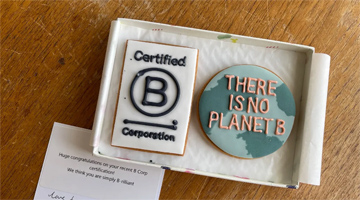 Certified
B
Corporation
THERE
IS NO
PLANET B
Huge congratulations on your recent B Corp
certification!
We think you are simply B rilliant